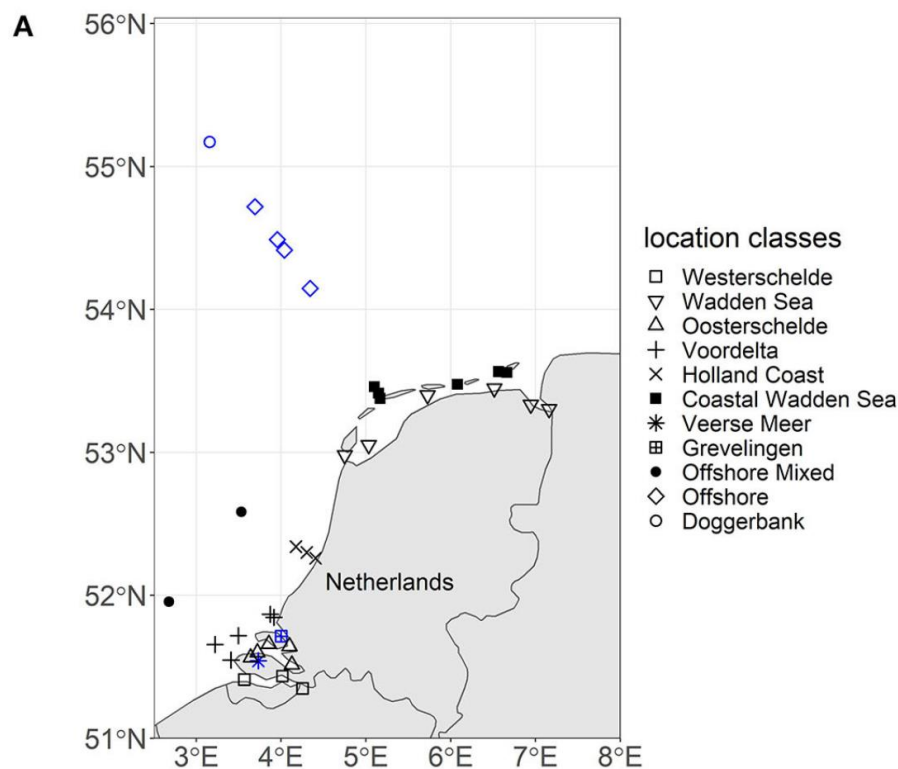 A
56°N
55°N
54°N
53°N
52°N
51°N
3°E 4°E 5°E 6°E 7°E 8°E
Netherlands
location classes
Westerschelde
Wadden Sea
Oosterschelde
Voordelta
Holland Coast
Coastal Wadden Sea
Veerse Meer
Grevelingen
Offshore Mixed
Offshore
Doggerbank